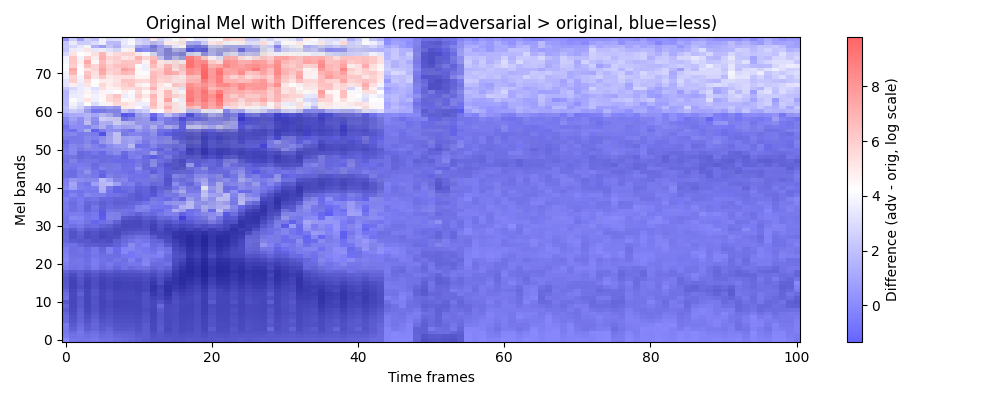 Original Mel with Differences (red=adversarial > original, blue=less)
Mel bands
70
60
50
40
30
20
10
0
0 20 40 60 80 100
Time frames
8
6
4
2
0
Difference (adv - orig, log scale)